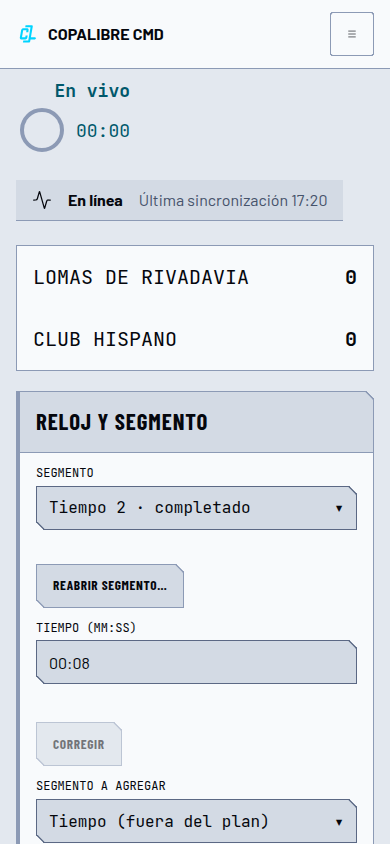 COPALIBRE CMD
En vivo
00:00
En línea Última sincronización 17:20
LOMAS DE RIVADAVIA 0
CLUB HISPANO 0
RELOJ Y SEGMENTO
SEGMENTO
Tiempo 2 · completado
REABRIR SEGMENTO…
TIEMPO (MM:SS)
00:08
CORREGIR
SEGMENTO A AGREGAR
Tiempo (fuera del plan)